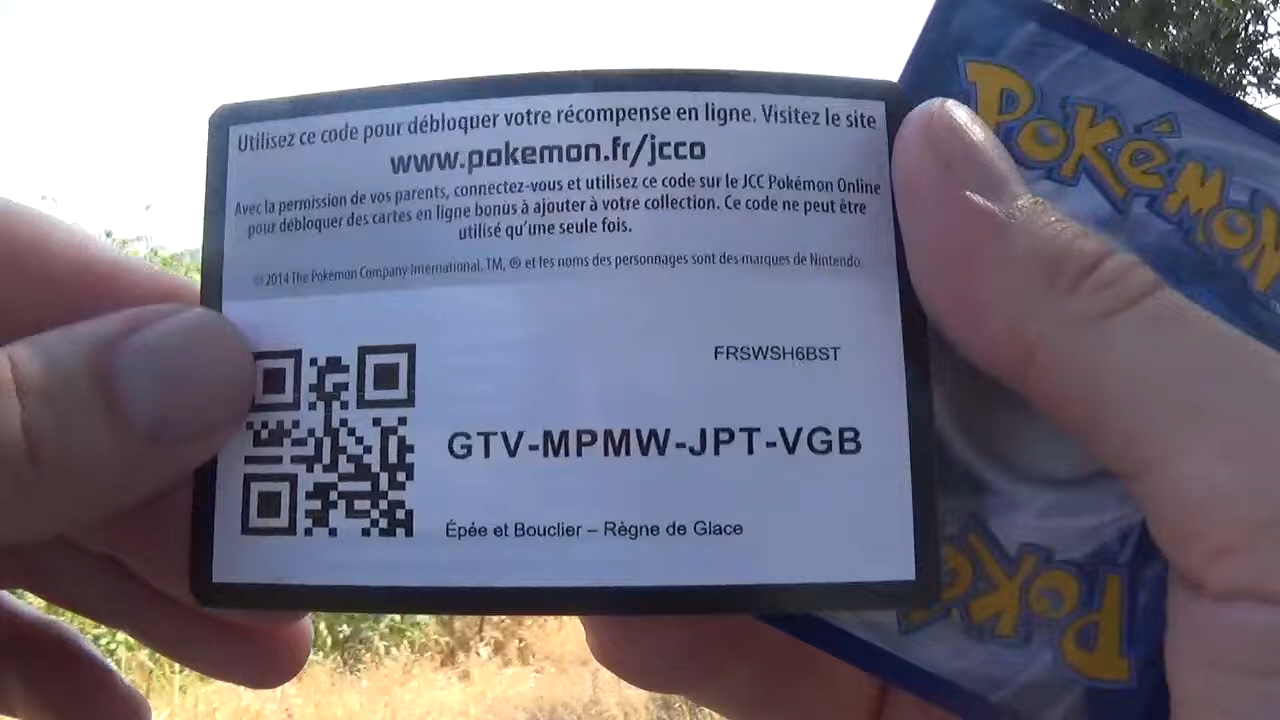 Utilisez ce code pour débloquer votre récompense en ligne. Visitez le site
www.pokemon.fr/jcco
Avec la permission de vos parents, connectez-vous et utilisez ce code sur le JCC Pokémon Online
pour débloquer des cartes en ligne bonus à ajouter à votre collection. Ce code ne peut être
utilisé qu'une seule fois.
© 2014 The Pokémon Company International. TM, ® et les noms des personnages sont des marques de Nintendo.
FRSWSH6BST
GTV-MPMW-JPT-VGB
Épée et Bouclier – Règne de Glace
Pokémon
Poké